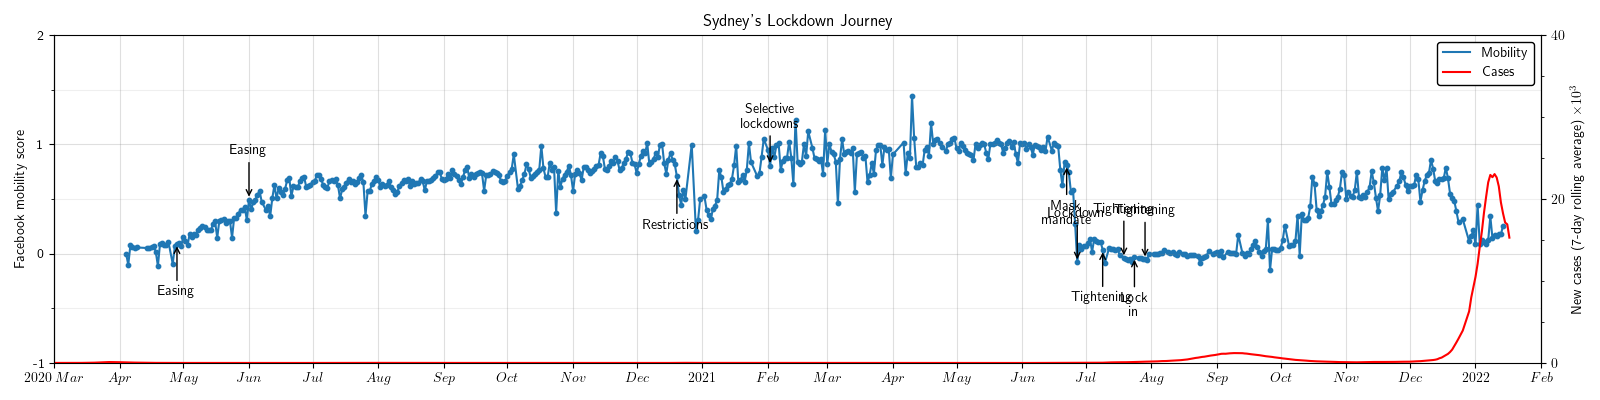 Sydney's Lockdown Journey
Facebook mobility score
2
1
0
-1
40
20
0
New cases (7-day rolling average) ×10³
Mobility
Cases
Easing
Easing
Restrictions
Selective
lockdowns
Mask
mandate
Lockdown
Tightening
Tightening
Tightening
Lock
in
2020 Mar Apr May Jun Jul Aug Sep Oct Nov Dec 2021 Feb Mar Apr May Jun Jul Aug Sep Oct Nov Dec 2022 Feb